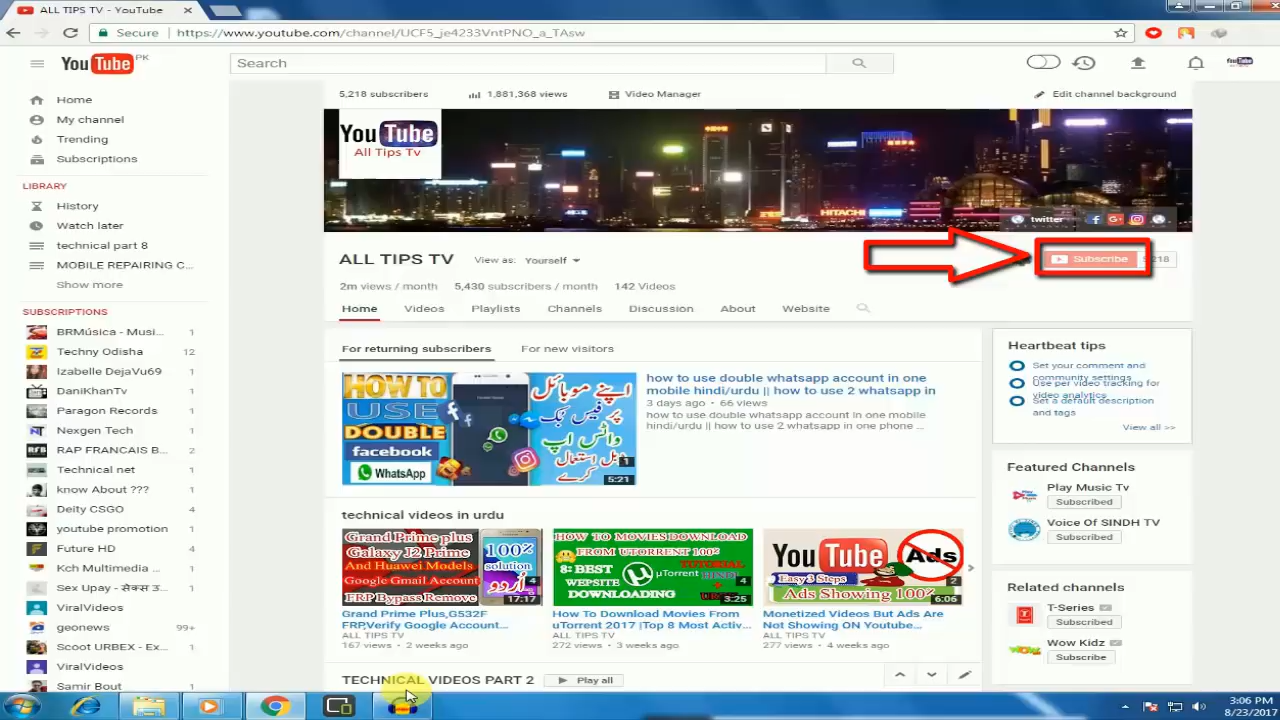 ALL TIPS TV - YouTube
Secure https://www.youtube.com/channel/UCF5_je4233VntPNO_a_TAsw
YouTube PK
Search
5,218 subscribers
1,881,368 views
Video Manager
Edit channel background
Home
My channel
Trending
Subscriptions
LIBRARY
History
Watch later
technical part 8
MOBILE REPAIRING C...
Show more
SUBSCRIPTIONS
BRMúsica - Musi... 1
Techny Odisha 12
Izabelle DejaVu69 1
DaniKhanTv 1
Paragon Records 1
Nexgen Tech 1
RAP FRANCAIS B... 2
Technical net 1
know About ??? 1
Deity CSGO 4
youtube promotion 1
Future HD 4
Kch Multimedia ... 1
Sex Upay - सेक्स उ... 1
ViralVideos 1
geonews 99+
Scoot URBEX - Ex... 1
ViralVideos 1
Samir Bout 1
YouTube
All Tips Tv
HITACHI
twitter
ALL TIPS TV
View as: Yourself
Subscribe
2m views / month
5,430 subscribers / month
142 Videos
Home
Videos
Playlists
Channels
Discussion
About
Website
For returning subscribers
For new visitors
HOW TO
USE
DOUBLE
facebook
WhatsApp
اپنے موبائل
پر فیس بک
واٹس اپ
ڈبل استعمال
کرے
5:21
how to use double whatsapp account in one
mobile hindi/urdu || how to use 2 whatsapp in
3 days ago • 66 views
how to use double whatsapp account in one mobile
hindi/urdu || how to use 2 whatsapp in one phone ...
technical videos in urdu
Grand Prime plus
Galaxy J2 Prime
And Huawei Models
Google Gmail Account
FRP Bypass Remove
100%
solution
اردو
4
17:17
Grand Prime Plus,G532F
FRP,Verify Google Account...
ALL TIPS TV
167 views • 2 weeks ago
HOW TO MOVIES DOWNLOAD
FROM UTORRENT 100%
8: BEST
WEPSITE
DOWNLOADING
µTorrent
TUTORIAL
4
3:25
How To Download Movies From
uTorrent 2017 |Top 8 Most Activ...
ALL TIPS TV
272 views • 3 weeks ago
YouTube
Ads
Easy 3 Steps
Ads Showing 100%
2
6:06
Monetized Videos But Ads Are
Not Showing ON Youtube...
ALL TIPS TV
277 views • 4 weeks ago
TECHNICAL VIDEOS PART 2
Play all
Heartbeat tips
Set your comment and
community settings
Use per video tracking for
video analytics
Set a default description
and tags
View all >>
Featured Channels
Play Music Tv
Subscribed
Voice Of SINDH TV
Subscribed
Related channels
T-Series
Subscribe
Wow Kidz
Subscribe
3:06 PM
8/23/2017